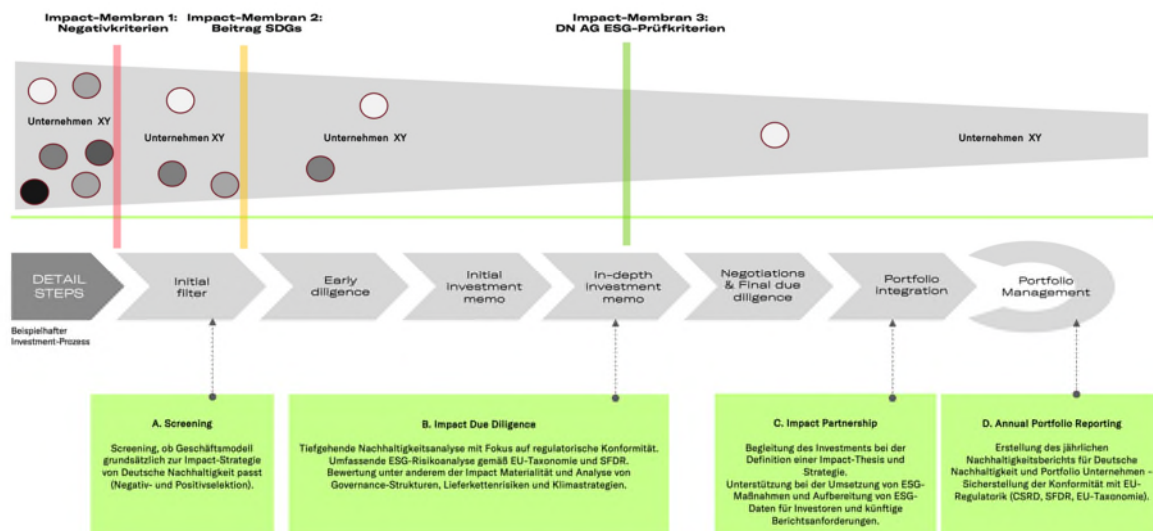 Impact-Membran 1:
Negativkriterien
Impact-Membran 2:
Beitrag SDGs
Impact-Membran 3:
DN AG ESG-Prüfkriterien
Unternehmen XY
Unternehmen XY
Unternehmen XY
Unternehmen XY
DETAIL
STEPS
Initial
filter
Early
diligence
Initial
investment
memo
In-depth
investment
memo
Negotiations
& Final due
diligence
Portfolio
integration
Portfolio
Management
Beispielhafter
Investment-Prozess
A. Screening
Screening, ob Geschäftsmodell
grundsätzlich zur Impact-Strategie
von Deutsche Nachhaltigkeit passt
(Negativ- und Positivselektion).
B. Impact Due Diligence
Tiefgehende Nachhaltigkeitsanalyse mit Fokus auf regulatorische Konformität.
Umfassende ESG-Risikoanalyse gemäß EU-Taxonomie und SFDR.
Bewertung unter anderem der Impact Materialität und Analyse von
Governance-Strukturen, Lieferkettenrisiken und Klimastrategien.
C. Impact Partnership
Begleitung des Investments bei der
Definition einer Impact-Thesis und
Strategie.
Unterstützung bei der Umsetzung von ESG-
Maßnahmen und Aufbereitung von ESG-
Daten für Investoren und künftige
Berichtsanforderungen.
D. Annual Portfolio Reporting
Erstellung des jährlichen
Nachhaltigkeitsberichts für Deutsche
Nachhaltigkeit und Portfolio Unternehmen –
Sicherstellung der Konformität mit EU-
Regulatorik (CSRD, SFDR, EU-Taxonomie).